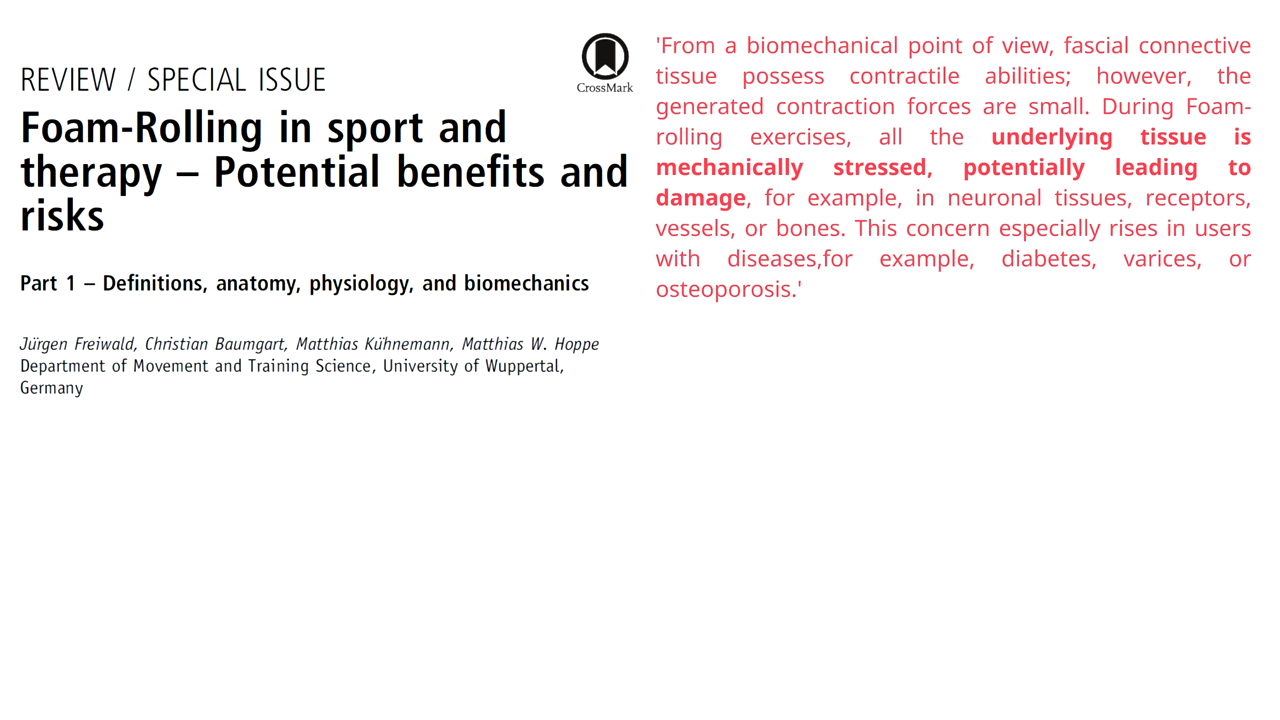 REVIEW / SPECIAL ISSUE
CrossMark
Foam-Rolling in sport and
therapy – Potential benefits and
risks
Part 1 – Definitions, anatomy, physiology, and biomechanics
Jürgen Freiwald, Christian Baumgart, Matthias Kühnemann, Matthias W. Hoppe
Department of Movement and Training Science, University of Wuppertal,
Germany
'From a biomechanical point of view, fascial connective
tissue possess contractile abilities; however, the
generated contraction forces are small. During Foam-
rolling exercises, all the underlying tissue is
mechanically stressed, potentially leading to
damage, for example, in neuronal tissues, receptors,
vessels, or bones. This concern especially rises in users
with diseases,for example, diabetes, varices, or
osteoporosis.'